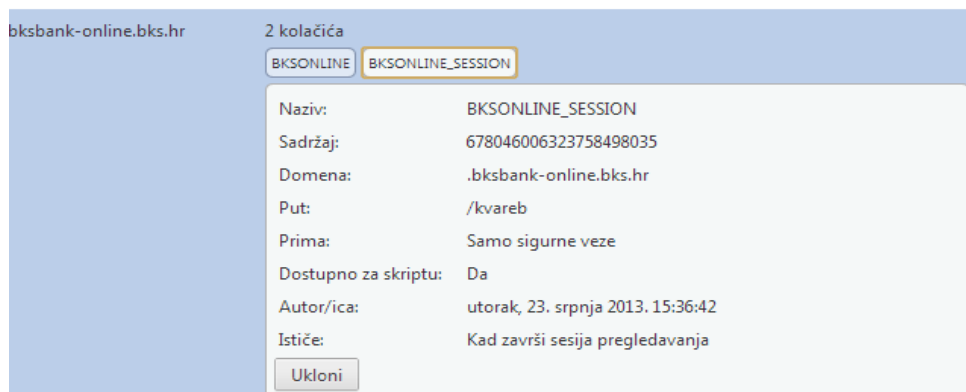 bksbank-online.bks.hr 2 kolačića
BKSONLINE BKSONLINE_SESSION
Naziv: BKSONLINE_SESSION
Sadržaj: 678046006323758498035
Domena: .bksbank-online.bks.hr
Put: /kvareb
Prima: Samo sigurne veze
Dostupno za skriptu: Da
Autor/ica: utorak, 23. srpnja 2013. 15:36:42
Ističe: Kad završi sesija pregledavanja
Ukloni